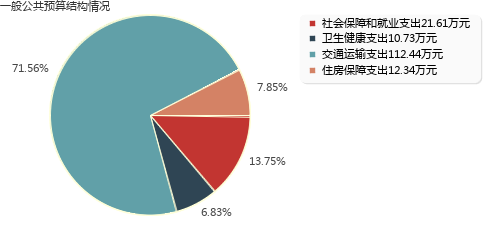 一般公共预算结构情况
社会保障和就业支出21.61万元
卫生健康支出10.73万元
交通运输支出112.44万元
住房保障支出12.34万元
71.56%
7.85%
13.75%
6.83%